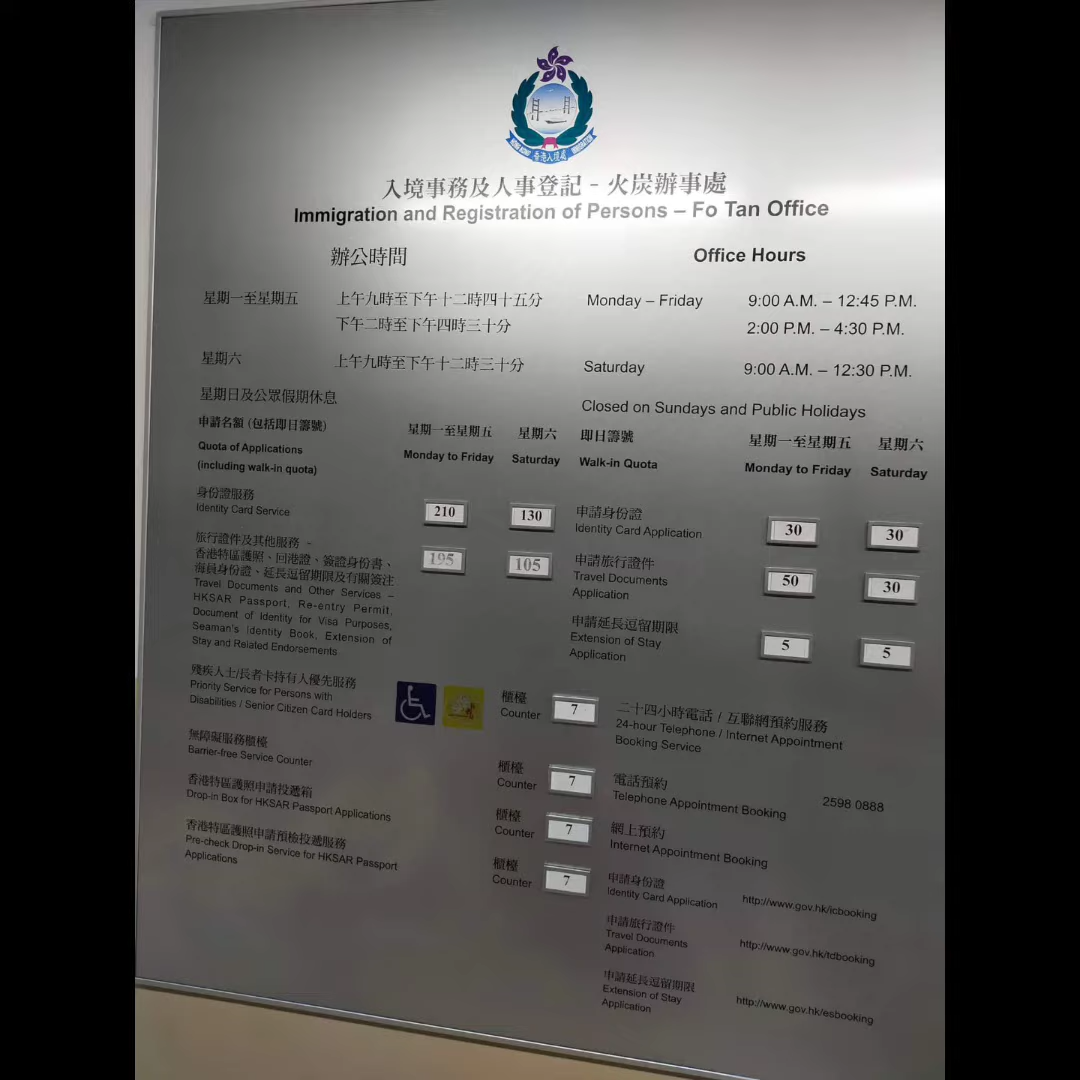 香港入境處
入境事務及人事登記 - 火炭辦事處
Immigration and Registration of Persons – Fo Tan Office
辦公時間
星期一至星期五 上午九時至下午十二時四十五分
下午二時至下午四時三十分
星期六 上午九時至下午十二時三十分
星期日及公眾假期休息
Office Hours
Monday – Friday 9:00 A.M. – 12:45 P.M.
2:00 P.M. – 4:30 P.M.
Saturday 9:00 A.M. – 12:30 P.M.
Closed on Sundays and Public Holidays
申請名額 (包括即日籌號) 星期一至星期五 星期六
Quota of Applications Monday to Friday Saturday
(including walk-in quota)
身份證服務
Identity Card Service 210 130
旅行證件及其他服務 -
香港特區護照、回港證、簽證身份書、 195 105
海員身份證、延長逗留期限及有關簽注
Travel Documents and Other Services –
HKSAR Passport, Re-entry Permit,
Document of Identity for Visa Purposes,
Seaman's Identity Book, Extension of
Stay and Related Endorsements
即日籌號 星期一至星期五 星期六
Walk-in Quota Monday to Friday Saturday
申請身份證
Identity Card Application 30 30
申請旅行證件
Travel Documents 50 30
Application
申請延長逗留期限
Extension of Stay 5 5
Application
殘疾人士/長者卡持有人優先服務 櫃檯
Priority Service for Persons with Counter 7
Disabilities / Senior Citizen Card Holders
無障礙服務櫃檯 櫃檯
Barrier-free Service Counter Counter 7
香港特區護照申請投遞箱 櫃檯
Drop-in Box for HKSAR Passport Applications Counter 7
香港特區護照申請預檢投遞服務 櫃檯
Pre-check Drop-in Service for HKSAR Passport Counter 7
Applications
二十四小時電話 / 互聯網預約服務
24-hour Telephone / Internet Appointment
Booking Service
電話預約 2598 0888
Telephone Appointment Booking
網上預約
Internet Appointment Booking
申請身份證
Identity Card Application http://www.gov.hk/icbooking
申請旅行證件
Travel Documents http://www.gov.hk/tdbooking
Application
申請延長逗留期限
Extension of Stay http://www.gov.hk/esbooking
Application